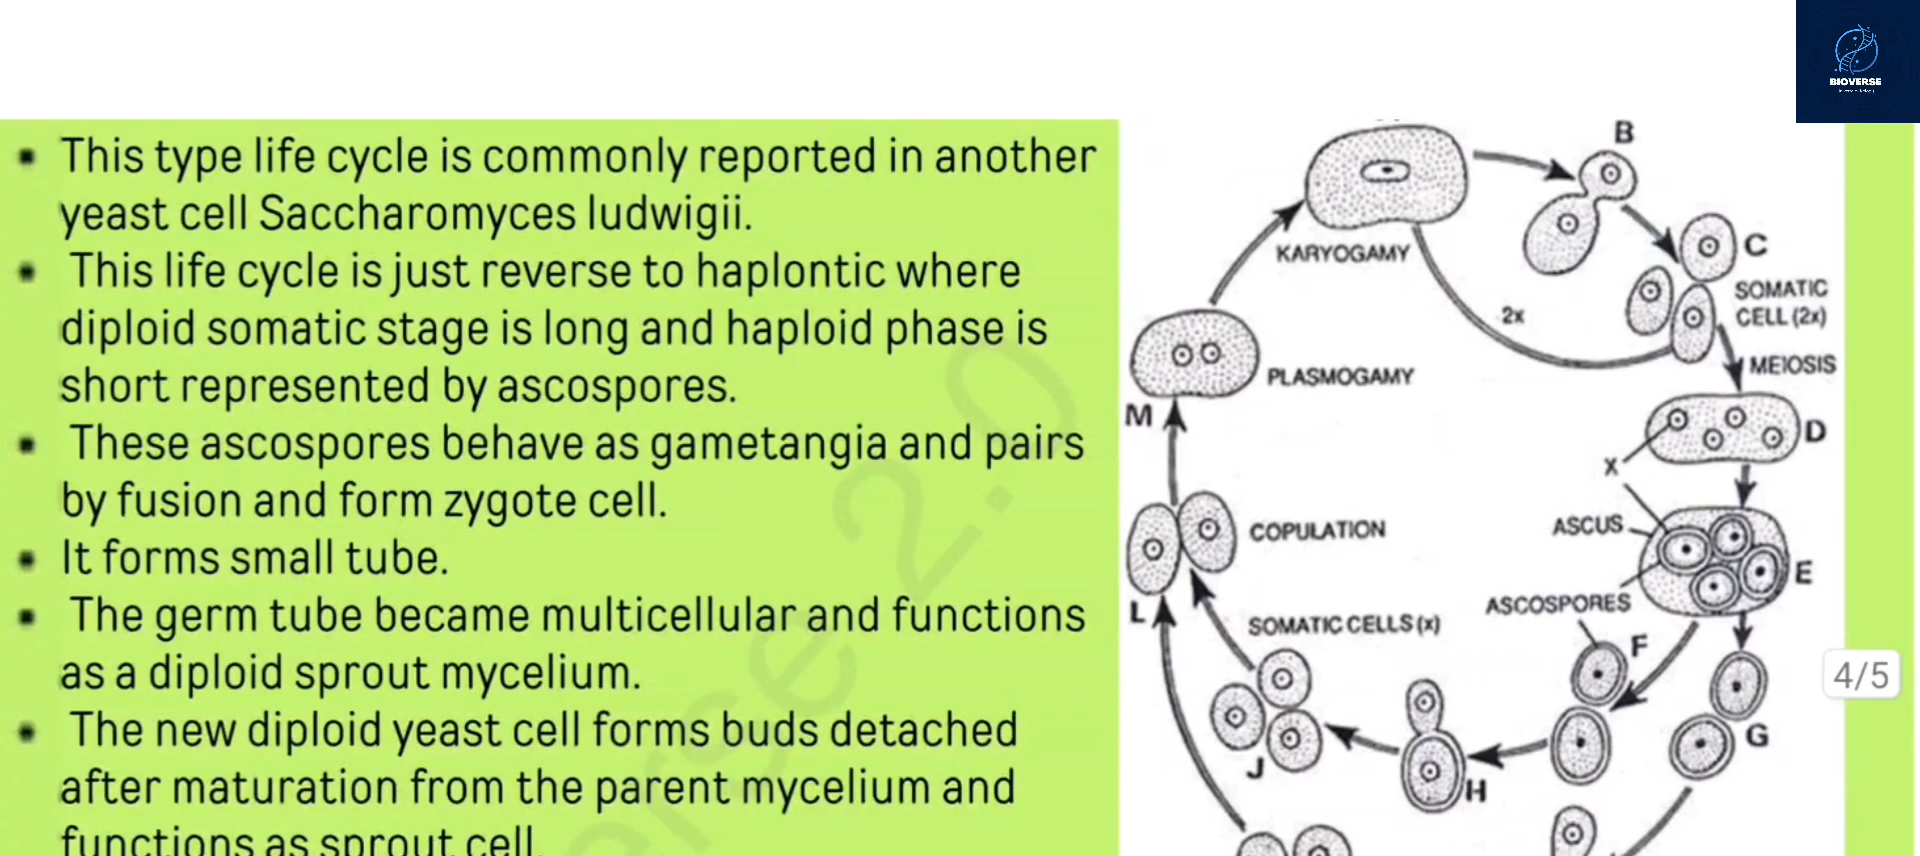 BIOVERSE
▪ This type life cycle is commonly reported in another
yeast cell Saccharomyces ludwigii.
▪ This life cycle is just reverse to haplontic where
diploid somatic stage is long and haploid phase is
short represented by ascospores.
▪ These ascospores behave as gametangia and pairs
by fusion and form zygote cell.
▪ It forms small tube.
▪ The germ tube became multicellular and functions
as a diploid sprout mycelium.
▪ The new diploid yeast cell forms buds detached
after maturation from the parent mycelium and
functions as sprout cell.
B
KARYOGAMY
C
SOMATIC
CELL (2x)
2x
MEIOSIS
PLASMOGAMY
M
D
X
COPULATION
ASCUS
E
ASCOSPORES
L
SOMATIC CELLS (x)
F
G
J
H
4/5
erse 2.0